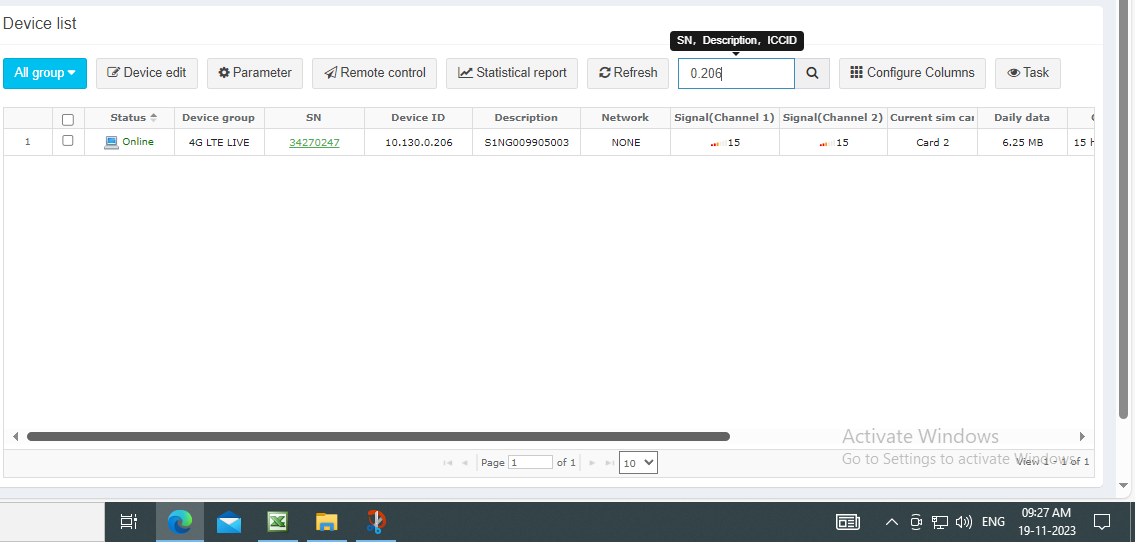 Device list
SN, Description, ICCID
All group Device edit Parameter Remote control Statistical report Refresh 0.206 Configure Columns Task
Status Device group SN Device ID Description Network Signal(Channel 1) Signal(Channel 2) Current sim car Daily data
1 Online 4G LTE LIVE 34270247 10.130.0.206 S1NG009905003 NONE 15 15 Card 2 6.25 MB 15 h
Activate Windows
Go to Settings to activate Windows.
Page 1 of 1 10 View 1 - 1 of 1
ENG 09:27 AM
19-11-2023